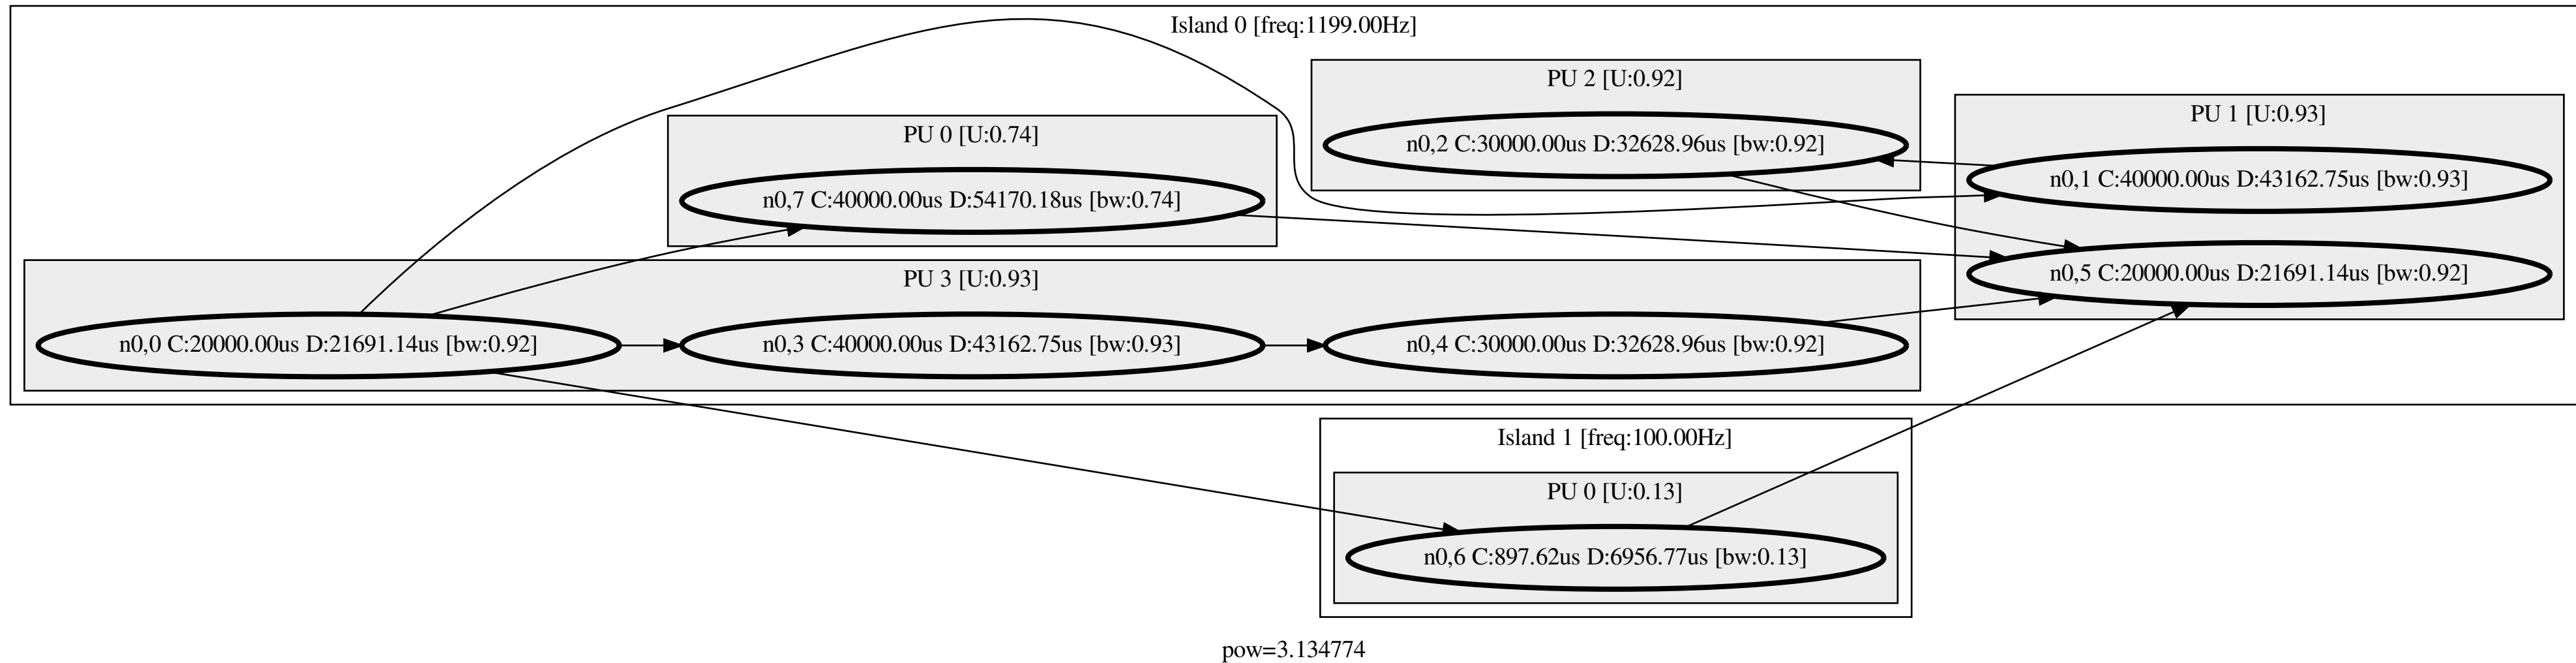 Island 0 [freq:1199.00Hz]
PU 2 [U:0.92]
n0,2 C:30000.00us D:32628.96us [bw:0.92]
PU 1 [U:0.93]
n0,1 C:40000.00us D:43162.75us [bw:0.93]
n0,5 C:20000.00us D:21691.14us [bw:0.92]
PU 0 [U:0.74]
n0,7 C:40000.00us D:54170.18us [bw:0.74]
PU 3 [U:0.93]
n0,0 C:20000.00us D:21691.14us [bw:0.92]
n0,3 C:40000.00us D:43162.75us [bw:0.93]
n0,4 C:30000.00us D:32628.96us [bw:0.92]
Island 1 [freq:100.00Hz]
PU 0 [U:0.13]
n0,6 C:897.62us D:6956.77us [bw:0.13]
pow=3.134774